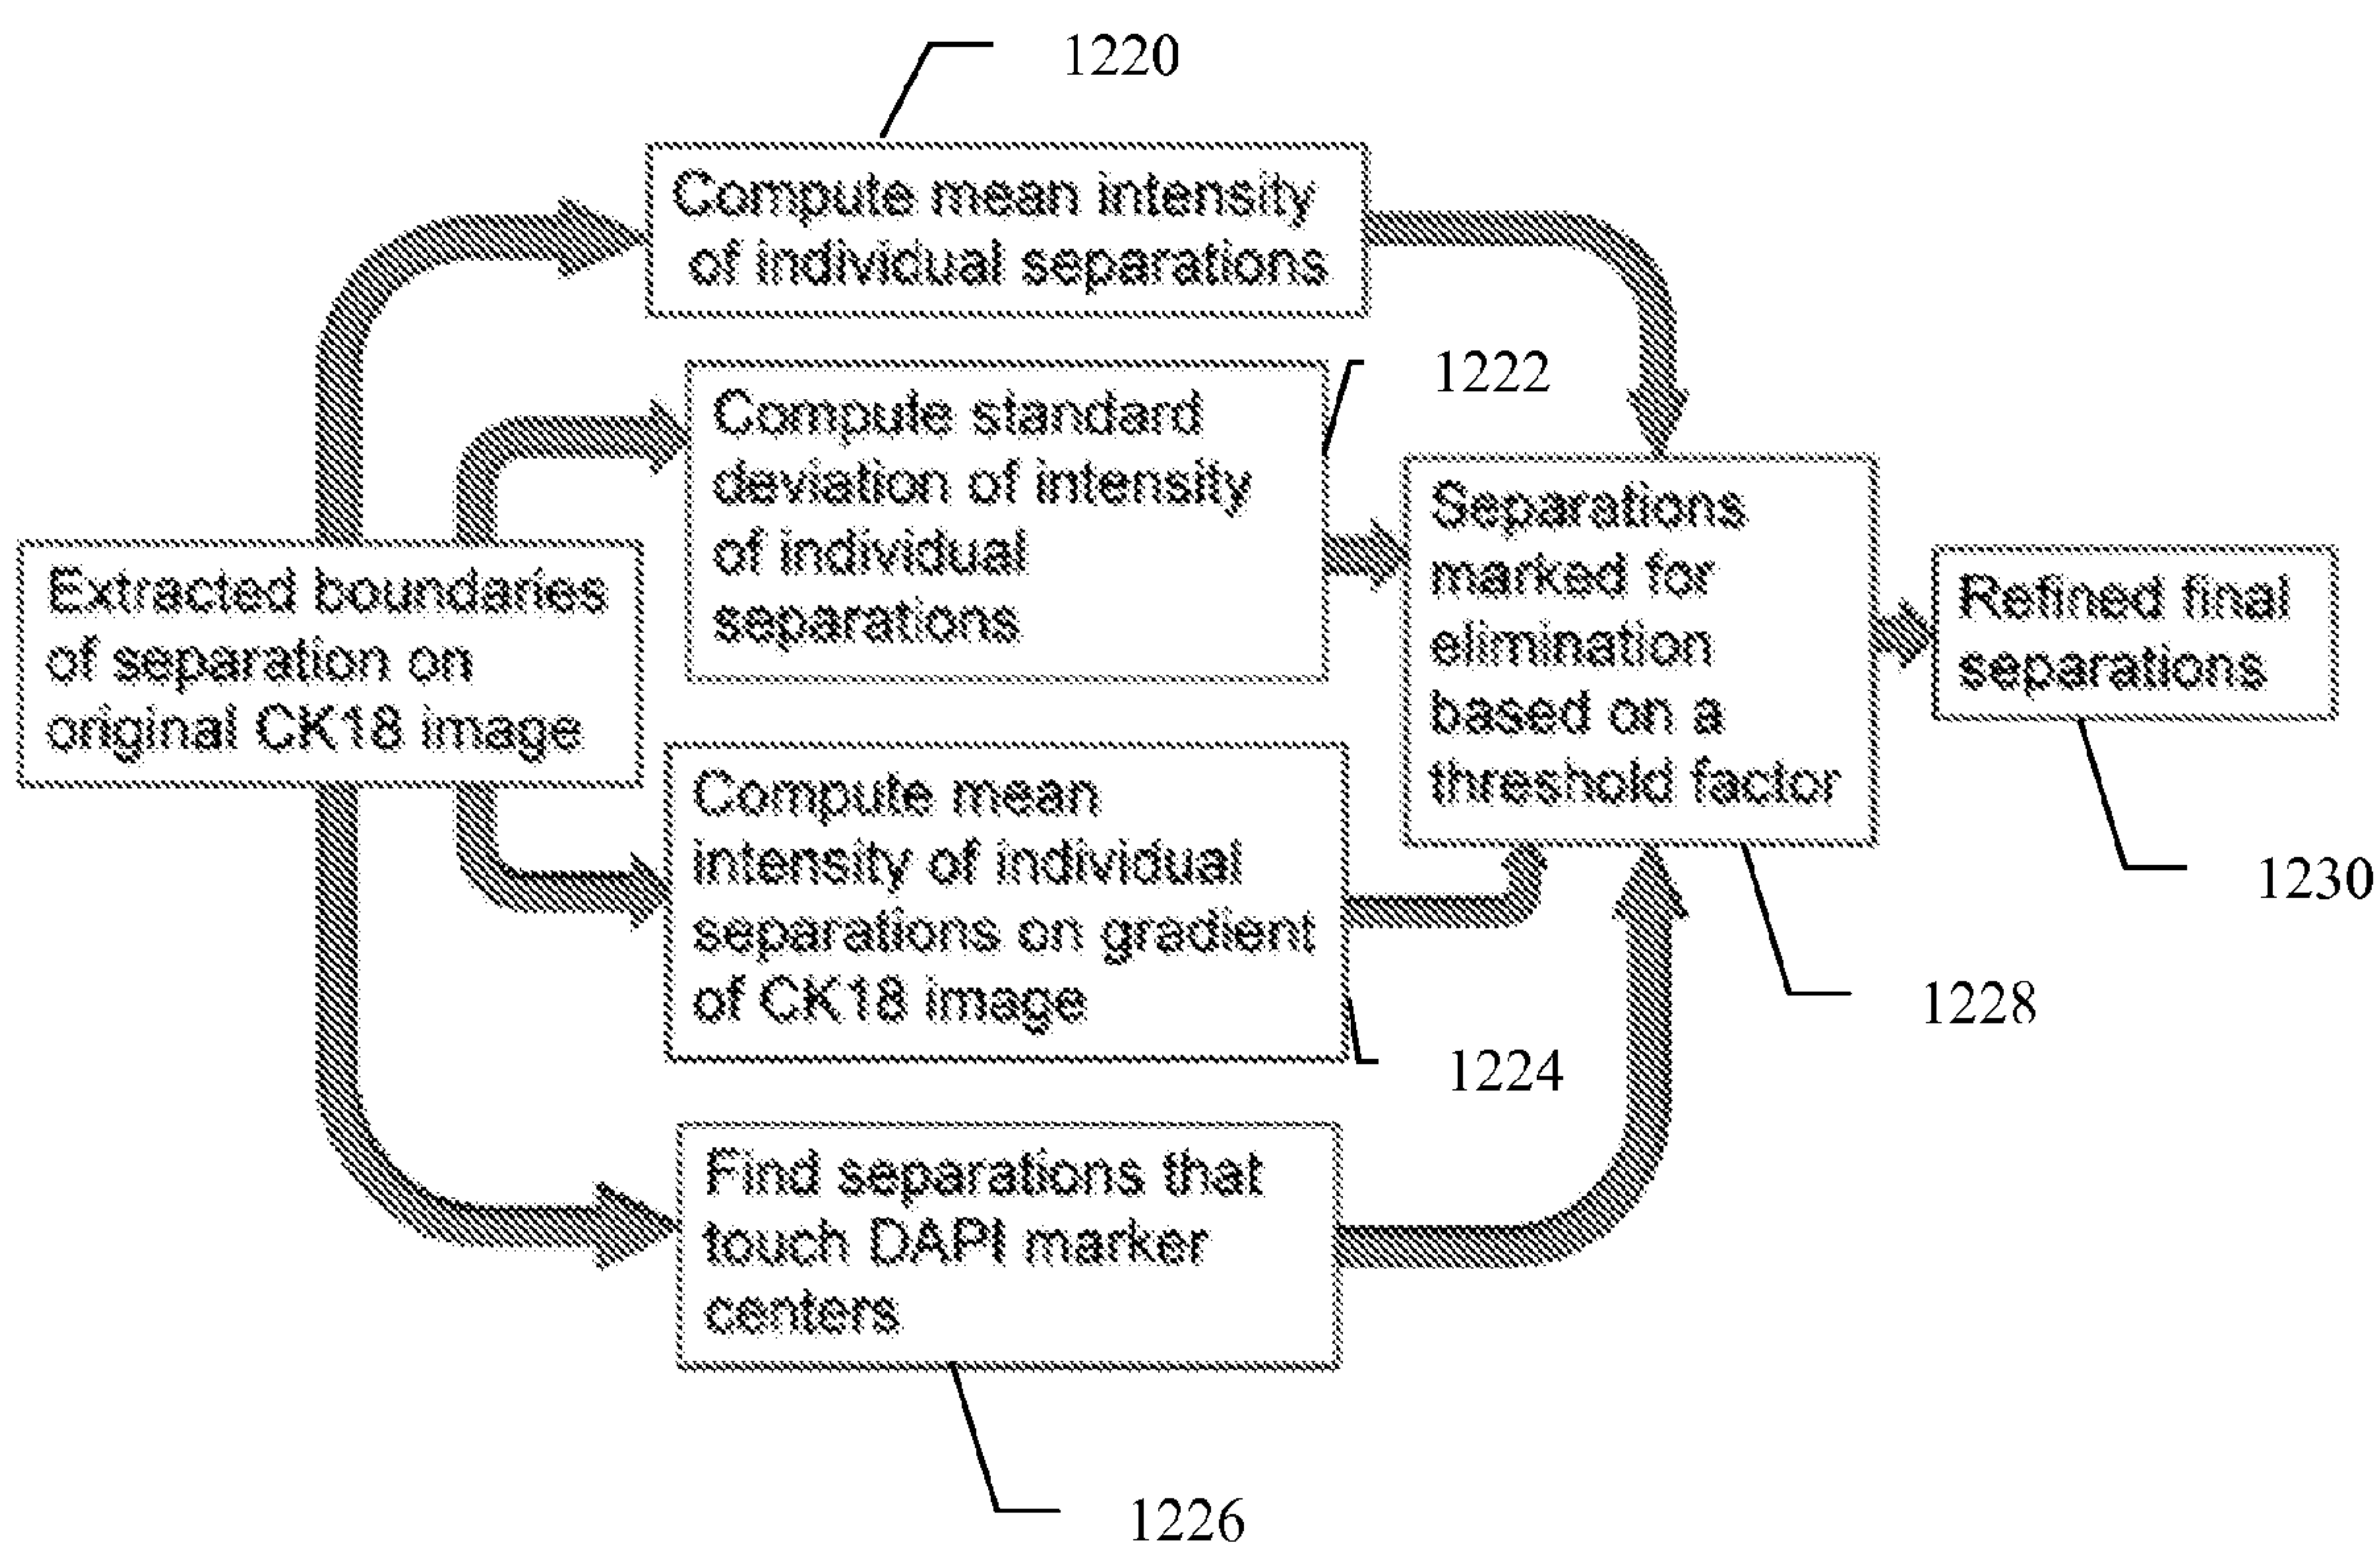 1220
Compute mean intensity
of individual separations
1222
Compute standard
deviation of intensity
of individual
separations
Extracted boundaries
of separation on
original CK18 image
Separations
marked for
elimination
based on a
threshold factor
Refined final
separations
Compute mean
intensity of individual
separations on gradient
of CK18 image
1230
1228
1224
Find separations that
touch DAPI marker
centers
1226